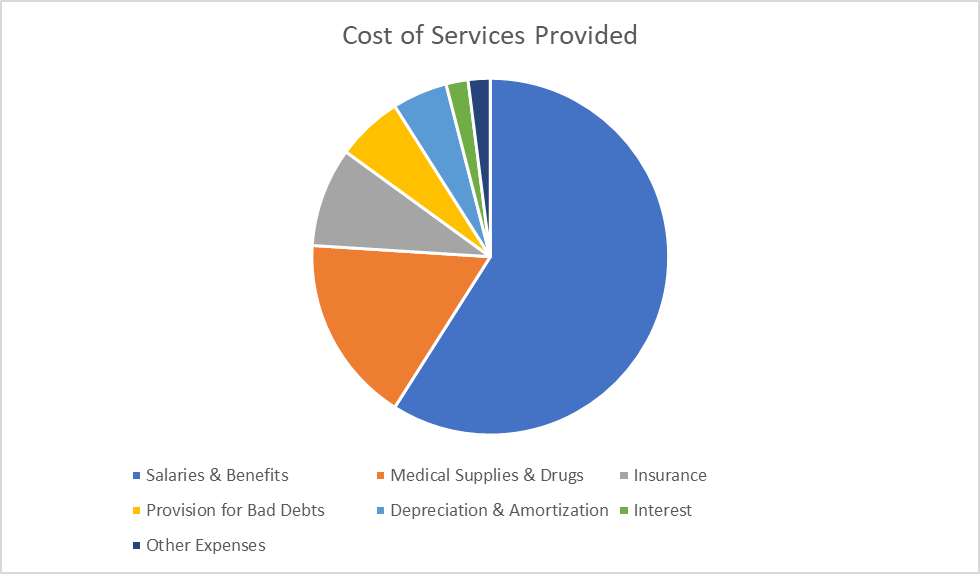 Cost of Services Provided
Salaries & Benefits
Medical Supplies & Drugs
Insurance
Provision for Bad Debts
Depreciation & Amortization
Interest
Other Expenses